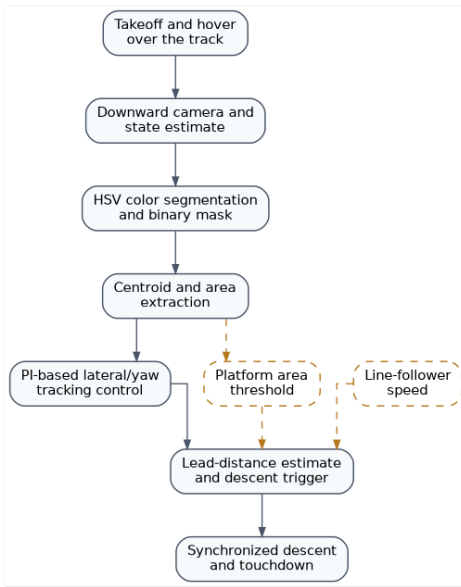 Takeoff and hover
over the track
Downward camera and
state estimate
HSV color segmentation
and binary mask
Centroid and area
extraction
PI-based lateral/yaw
tracking control
Platform area
threshold
Line-follower
speed
Lead-distance estimate
and descent trigger
Synchronized descent
and touchdown